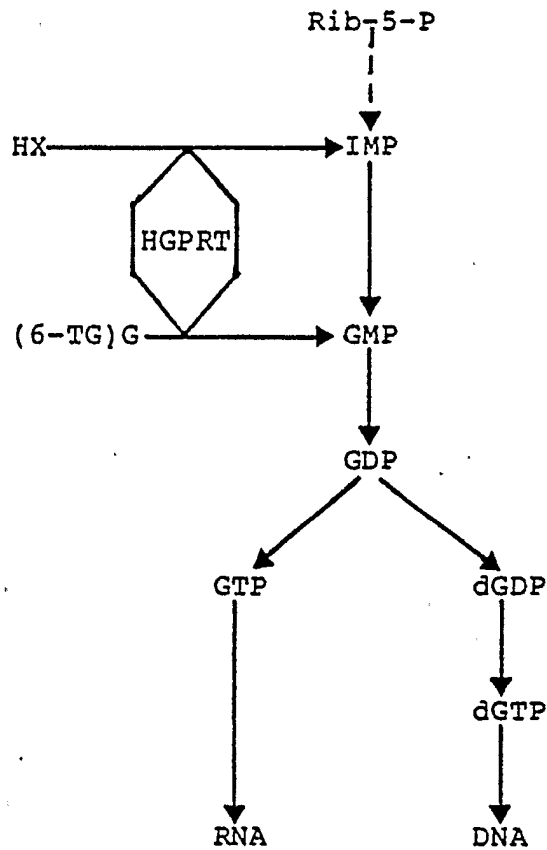 Rib-5-P
HX IMP
HGPRT
(6-TG)G GMP
GDP
GTP dGDP
dGTP
RNA DNA